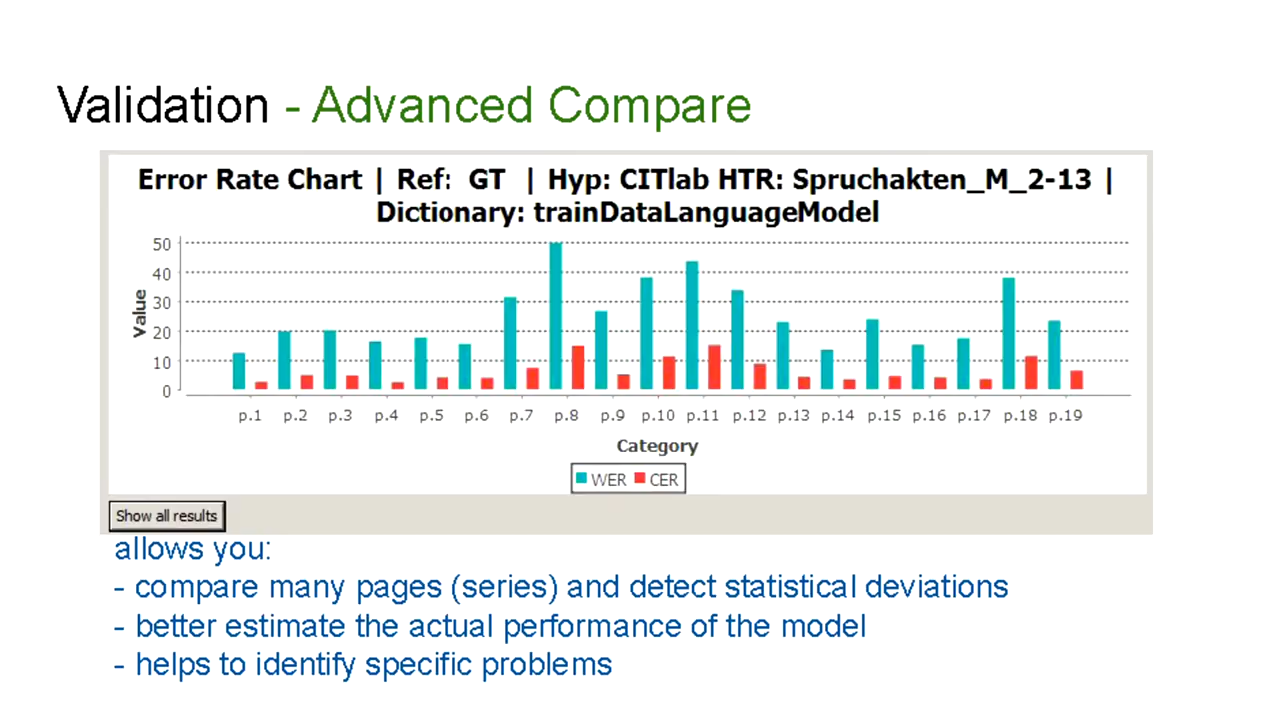 Validation - Advanced Compare
Error Rate Chart | Ref: GT | Hyp: CITlab HTR: Spruchakten_M_2-13 |
Dictionary: trainDataLanguageModel
50
40
30
20
10
0
Value
p.1 p.2 p.3 p.4 p.5 p.6 p.7 p.8 p.9 p.10 p.11 p.12 p.13 p.14 p.15 p.16 p.17 p.18 p.19
Category
WER CER
Show all results
allows you:
- compare many pages (series) and detect statistical deviations
- better estimate the actual performance of the model
- helps to identify specific problems